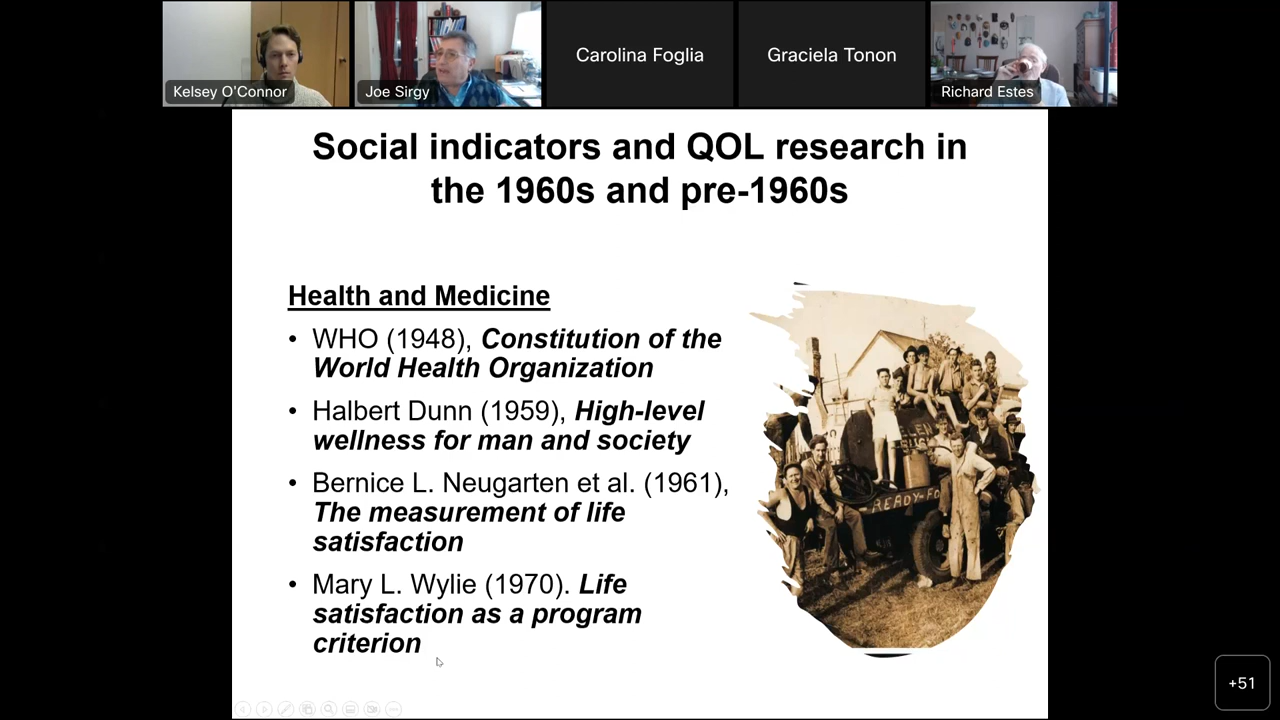 Kelsey O'Connor
Joe Sirgy
Carolina Foglia
Graciela Tonon
Richard Estes
Social indicators and QOL research in
the 1960s and pre-1960s
Health and Medicine
• WHO (1948), Constitution of the
World Health Organization
• Halbert Dunn (1959), High-level
wellness for man and society
• Bernice L. Neugarten et al. (1961),
The measurement of life
satisfaction
• Mary L. Wylie (1970). Life
satisfaction as a program
criterion
READY-FO
+51